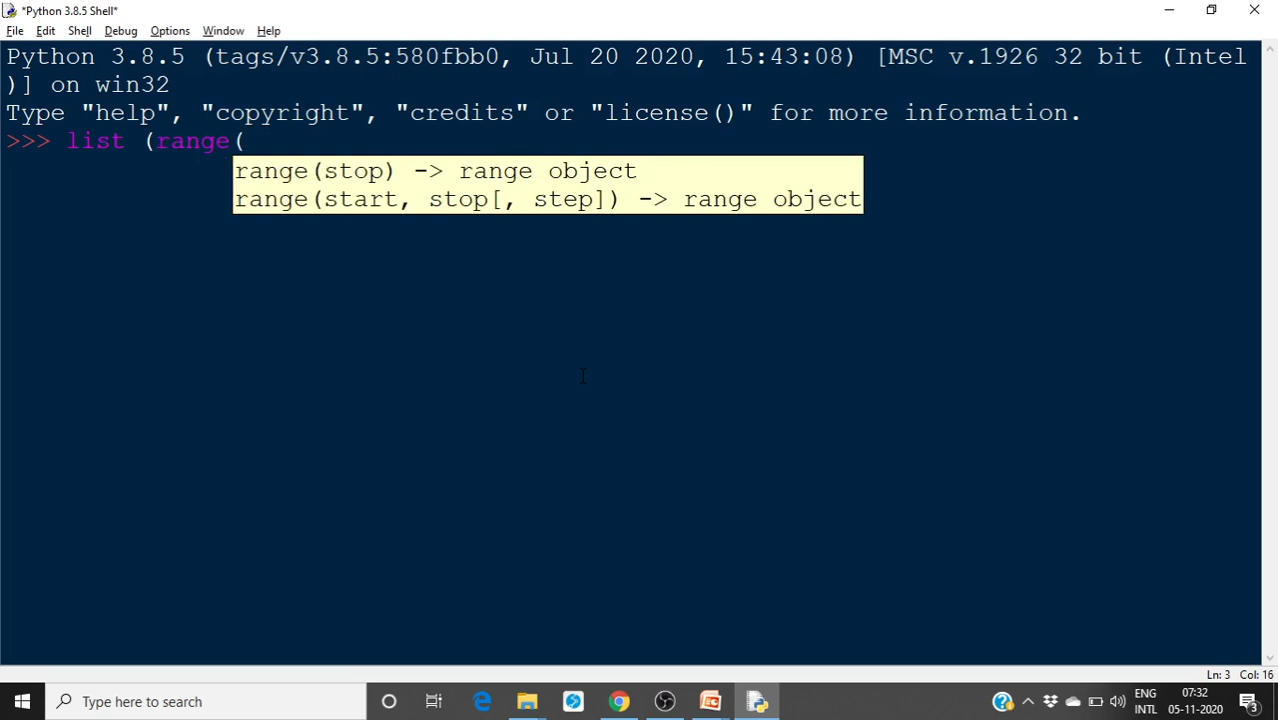 *Python 3.8.5 Shell*
File Edit Shell Debug Options Window Help
Python 3.8.5 (tags/v3.8.5:580fbb0, Jul 20 2020, 15:43:08) [MSC v.1926 32 bit (Intel
)] on win32
Type "help", "copyright", "credits" or "license()" for more information.
>>> list (range(
range(stop) -> range object
range(start, stop[, step]) -> range object
Ln: 3 Col: 16
Type here to search
ENG 07:32
INTL 05-11-2020 3